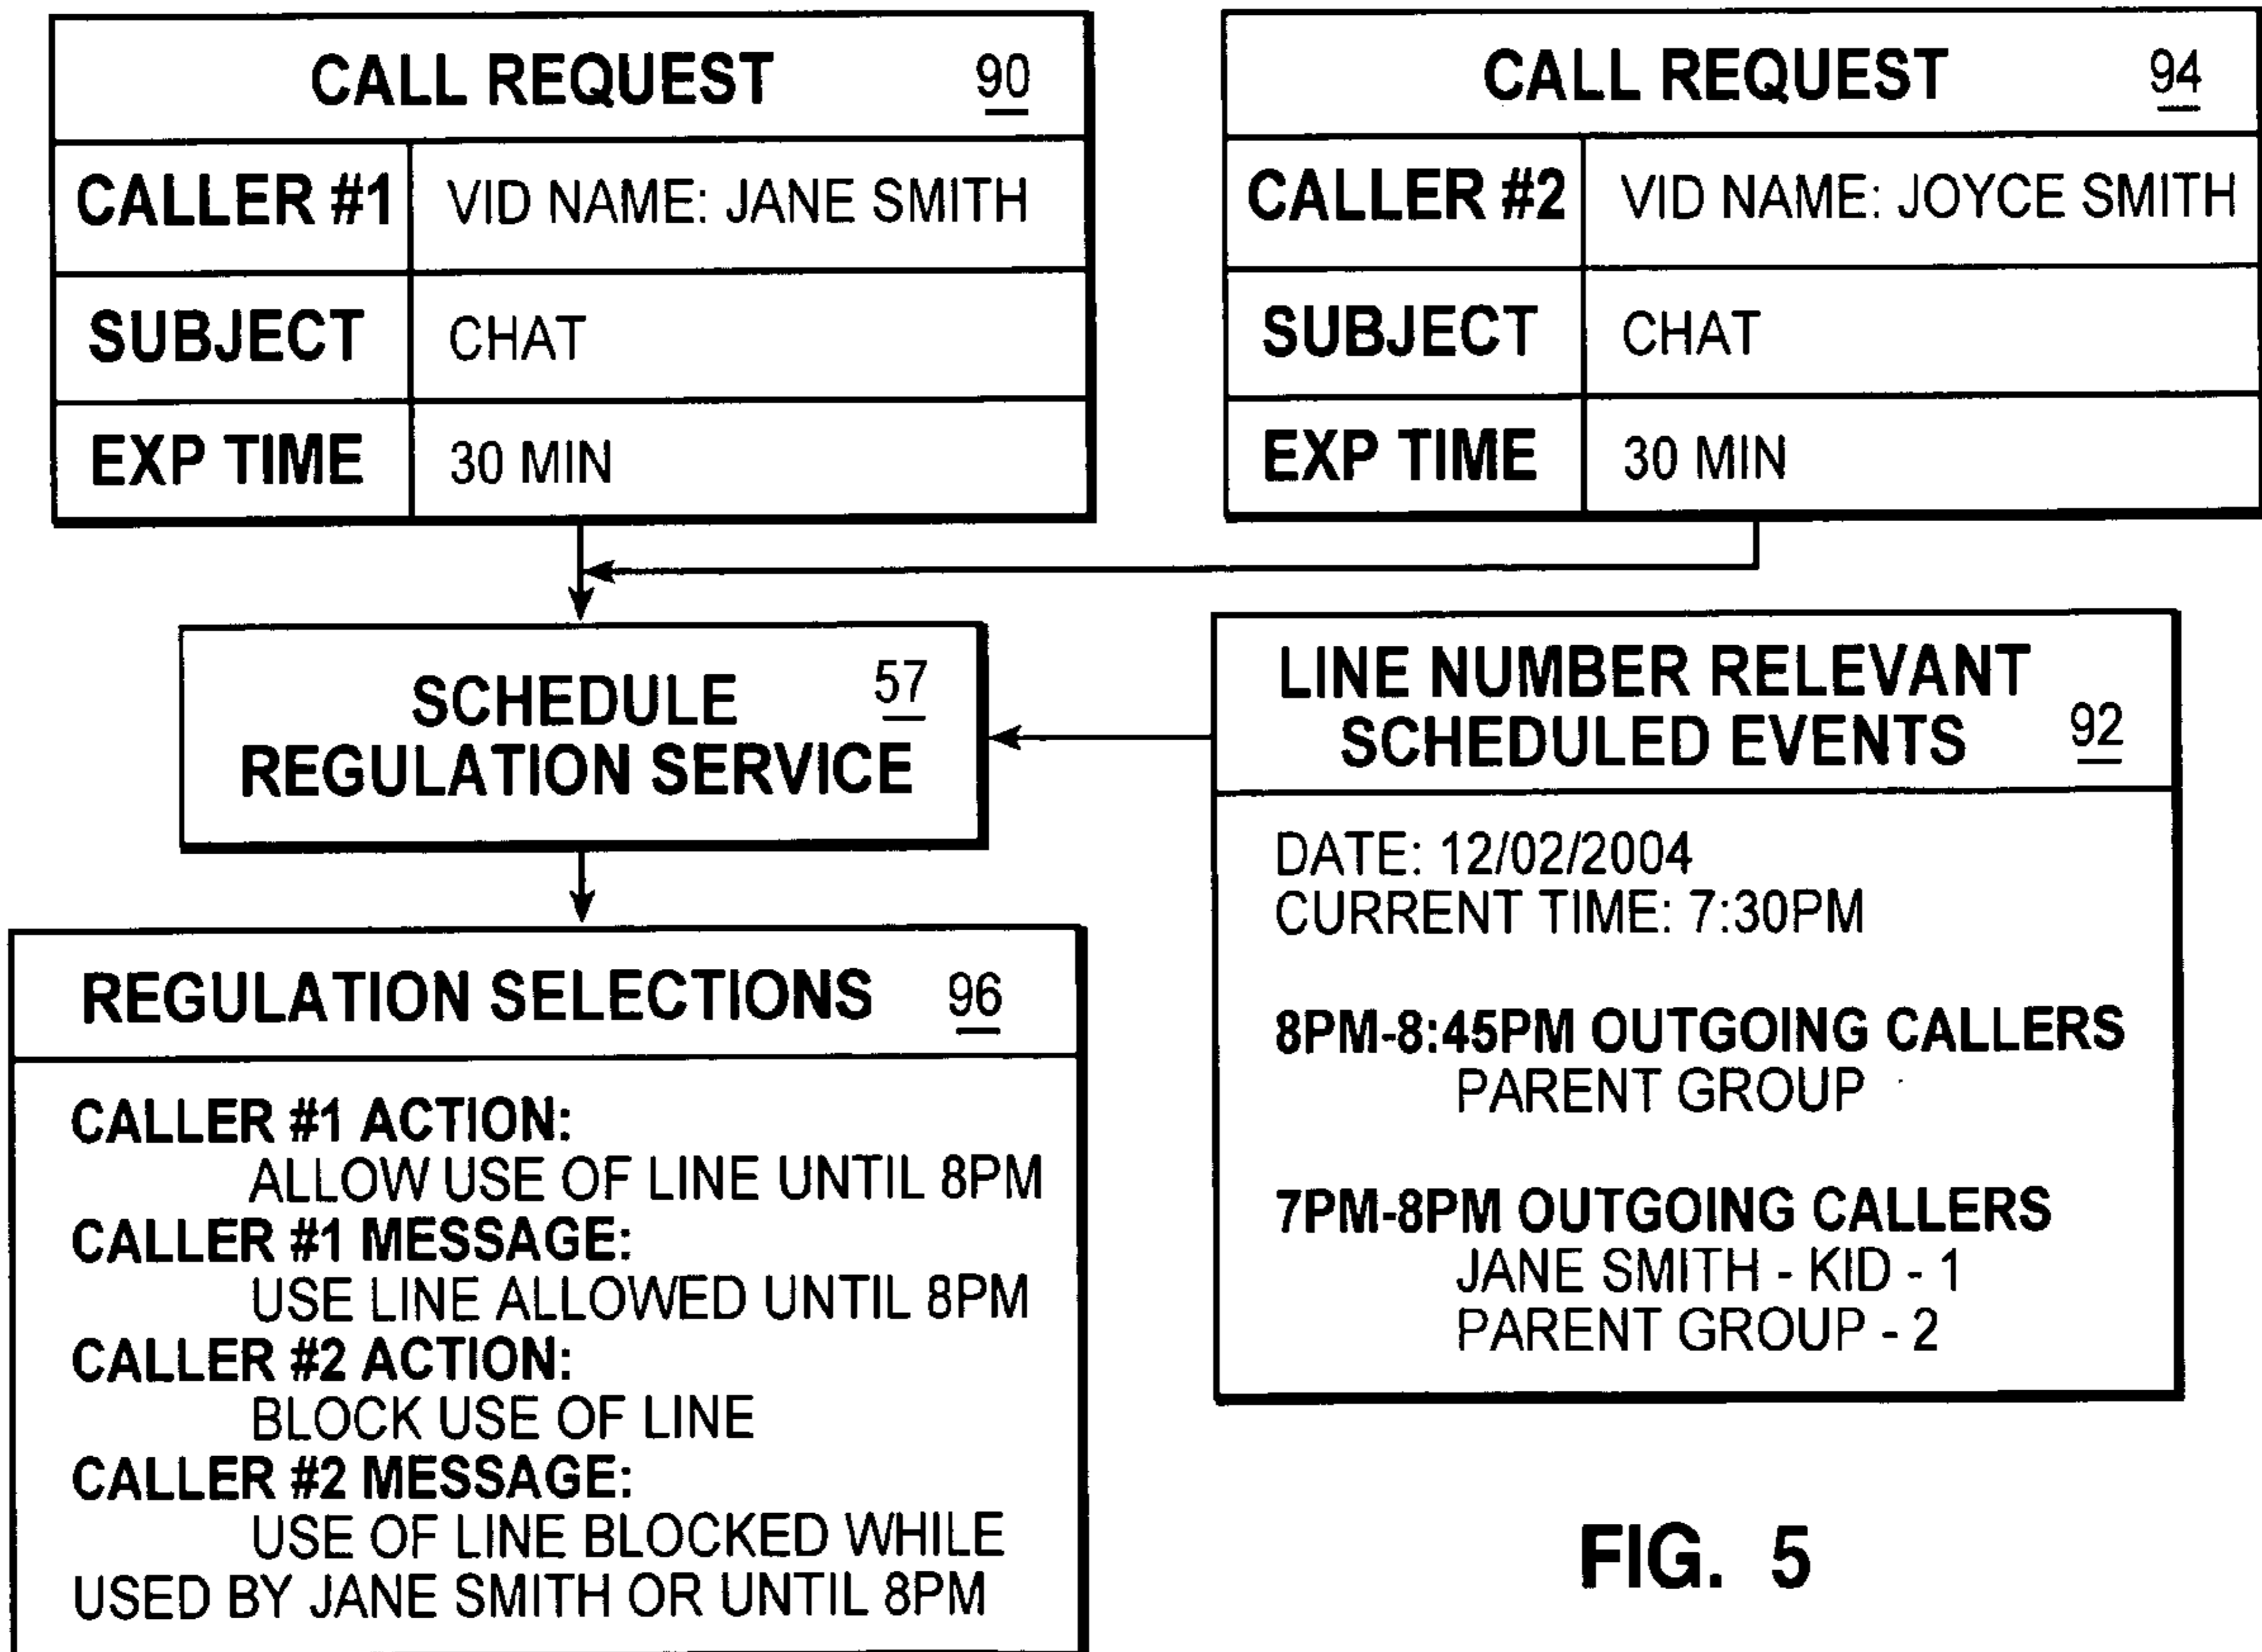 CALL REQUEST 90
CALLER #1 VID NAME: JANE SMITH
SUBJECT CHAT
EXP TIME 30 MIN
CALL REQUEST 94
CALLER #2 VID NAME: JOYCE SMITH
SUBJECT CHAT
EXP TIME 30 MIN
SCHEDULE 57
REGULATION SERVICE
LINE NUMBER RELEVANT
SCHEDULED EVENTS 92
DATE: 12/02/2004
CURRENT TIME: 7:30PM
8PM-8:45PM OUTGOING CALLERS
PARENT GROUP
7PM-8PM OUTGOING CALLERS
JANE SMITH - KID - 1
PARENT GROUP - 2
REGULATION SELECTIONS 96
CALLER #1 ACTION:
ALLOW USE OF LINE UNTIL 8PM
CALLER #1 MESSAGE:
USE LINE ALLOWED UNTIL 8PM
CALLER #2 ACTION:
BLOCK USE OF LINE
CALLER #2 MESSAGE:
USE OF LINE BLOCKED WHILE
USED BY JANE SMITH OR UNTIL 8PM
FIG. 5